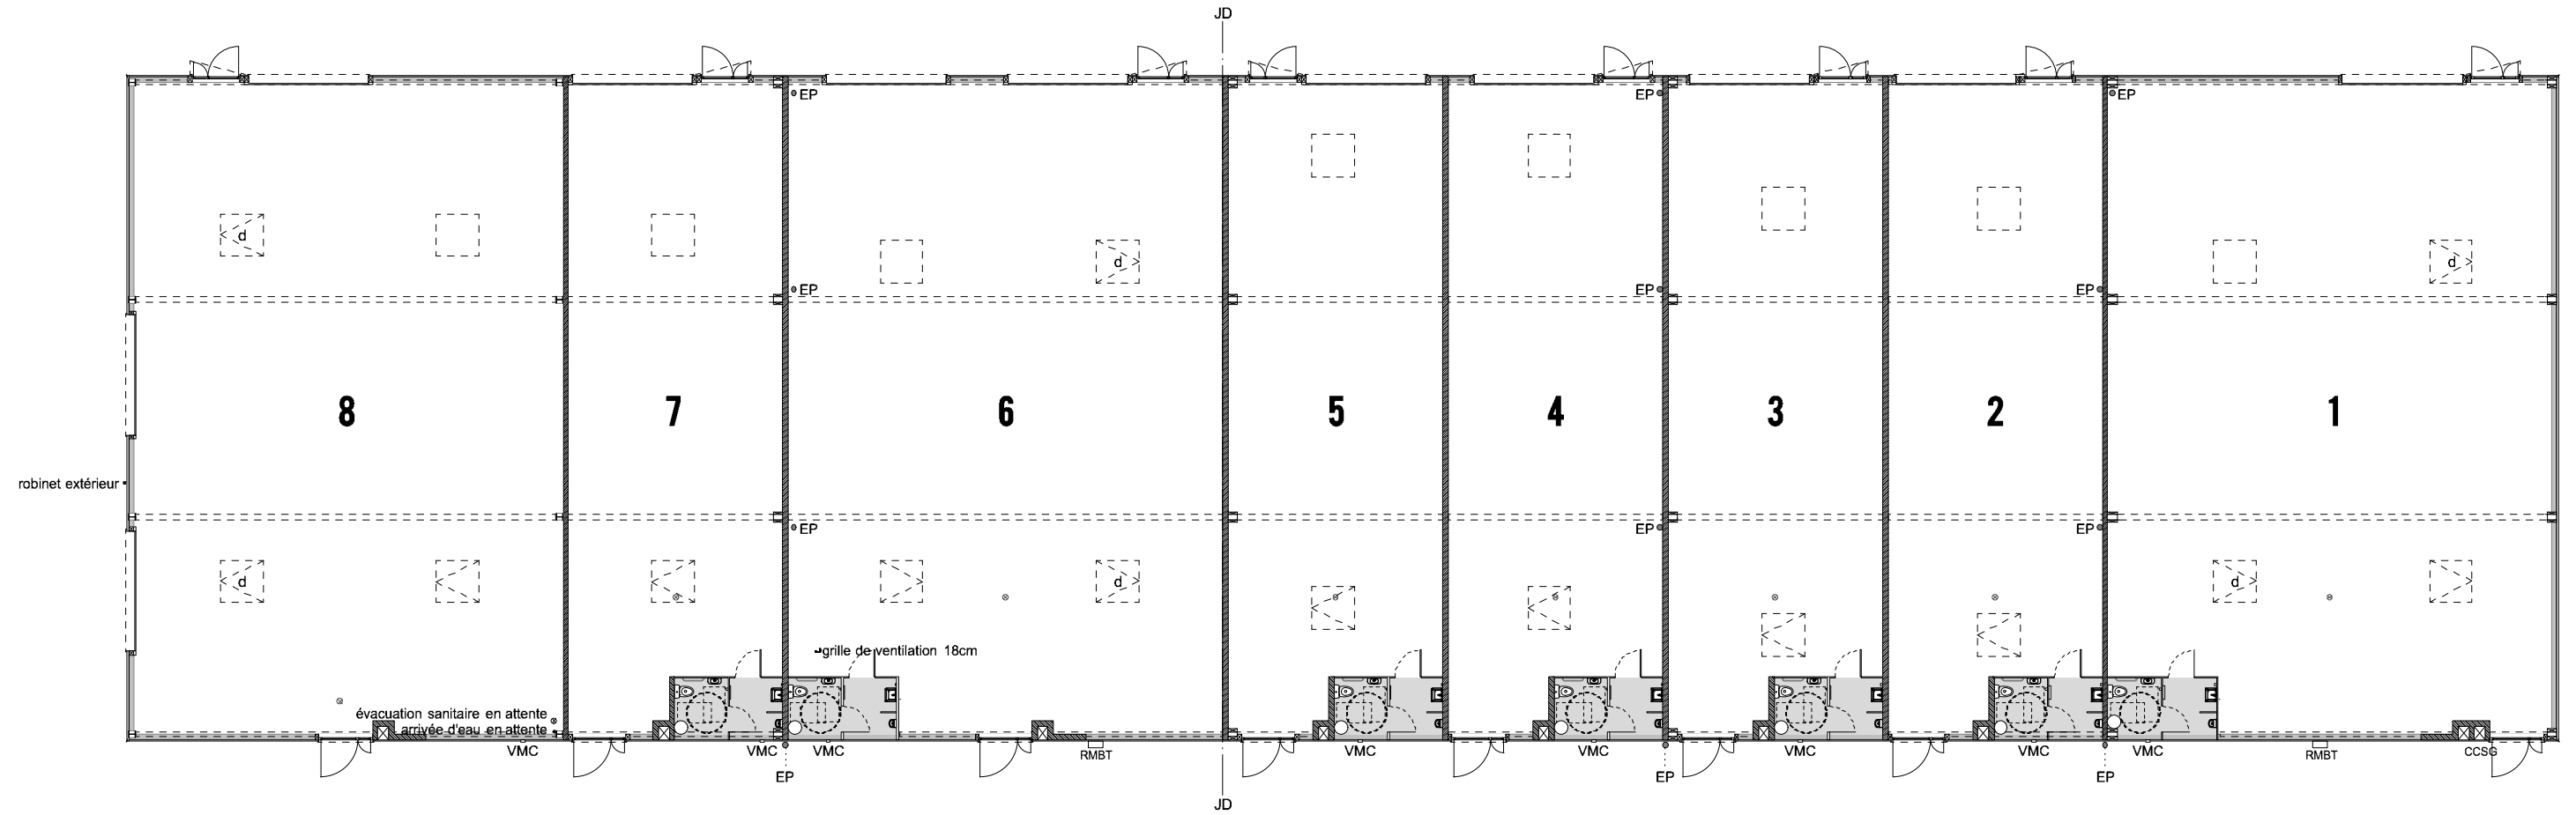 JD
EP
EP
EP
d
d
d
EP
EP
EP
8
7
6
5
4
3
2
1
robinet extérieur
EP
EP
EP
d
d
d
grille de ventilation 18cm
évacuation sanitaire en attente
arrivée d'eau en attente
VMC
VMC
VMC
RMBT
VMC
VMC
VMC
VMC
VMC
RMBT
CCSG
EP
EP
EP
JD